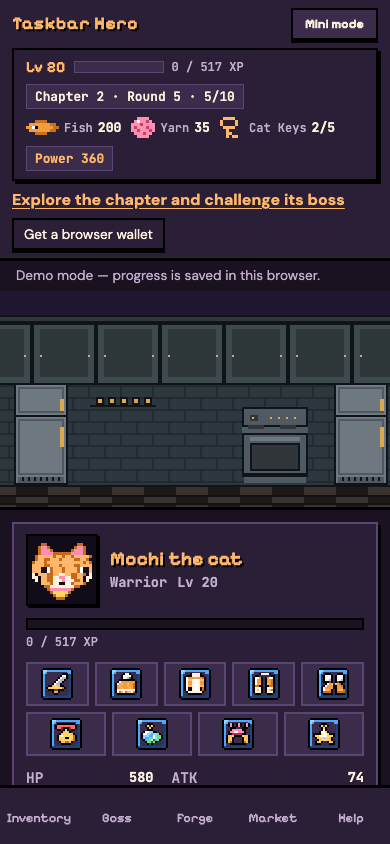 Taskbar Hero
Mini mode
Lv 20 0 / 517 XP
Chapter 2 · Round 5 · 5/10
Fish 200 Yarn 35 Cat Keys 2/5
Power 360
Explore the chapter and challenge its boss
Get a browser wallet
Demo mode — progress is saved in this browser.
Mochi the cat
Warrior Lv 20
0 / 517 XP
HP 580 ATK 74
Inventory Boss Forge Market Help